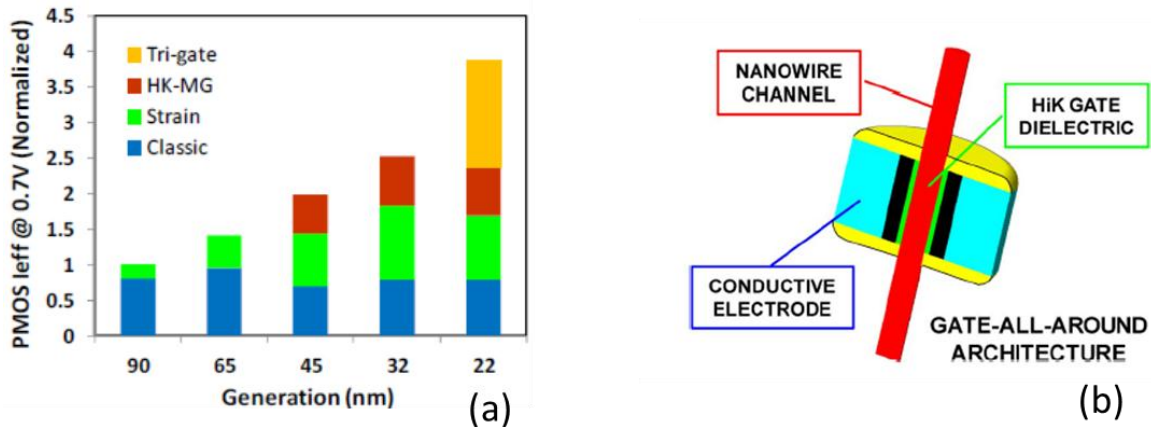 PMOS Ieff @ 0.7V (Normalized)
4.5
4
3.5
3
2.5
2
1.5
1
0.5
0
Tri-gate
HK-MG
Strain
Classic
90 65 45 32 22
Generation (nm)
(a)
NANOWIRE
CHANNEL
HiK GATE
DIELECTRIC
CONDUCTIVE
ELECTRODE
GATE-ALL-AROUND
ARCHITECTURE
(b)